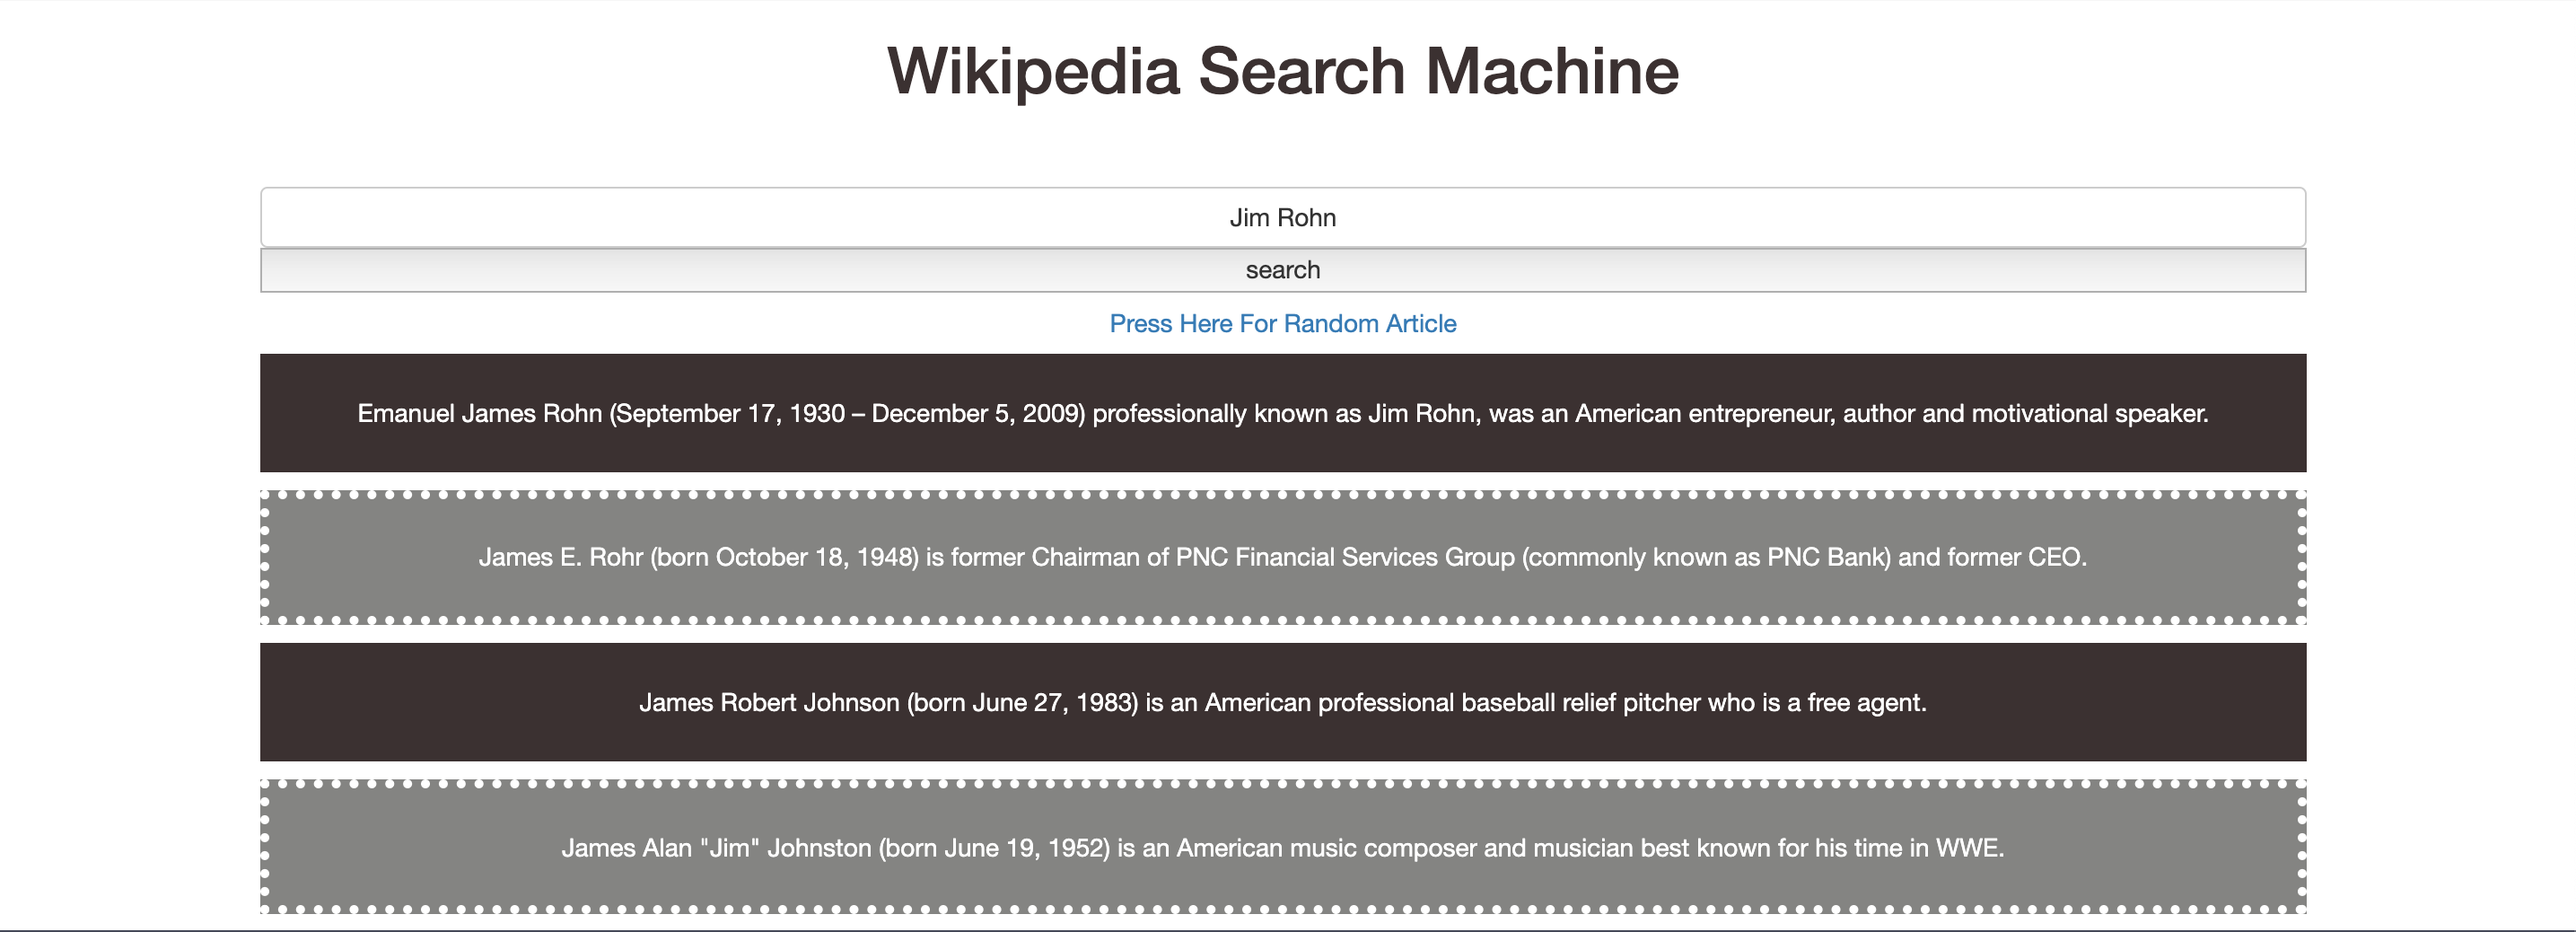 Wikipedia Search Machine
Jim Rohn
search
Press Here For Random Article
Emanuel James Rohn (September 17, 1930 – December 5, 2009) professionally known as Jim Rohn, was an American entrepreneur, author and motivational speaker.
James E. Rohr (born October 18, 1948) is former Chairman of PNC Financial Services Group (commonly known as PNC Bank) and former CEO.
James Robert Johnson (born June 27, 1983) is an American professional baseball relief pitcher who is a free agent.
James Alan "Jim" Johnston (born June 19, 1952) is an American music composer and musician best known for his time in WWE.